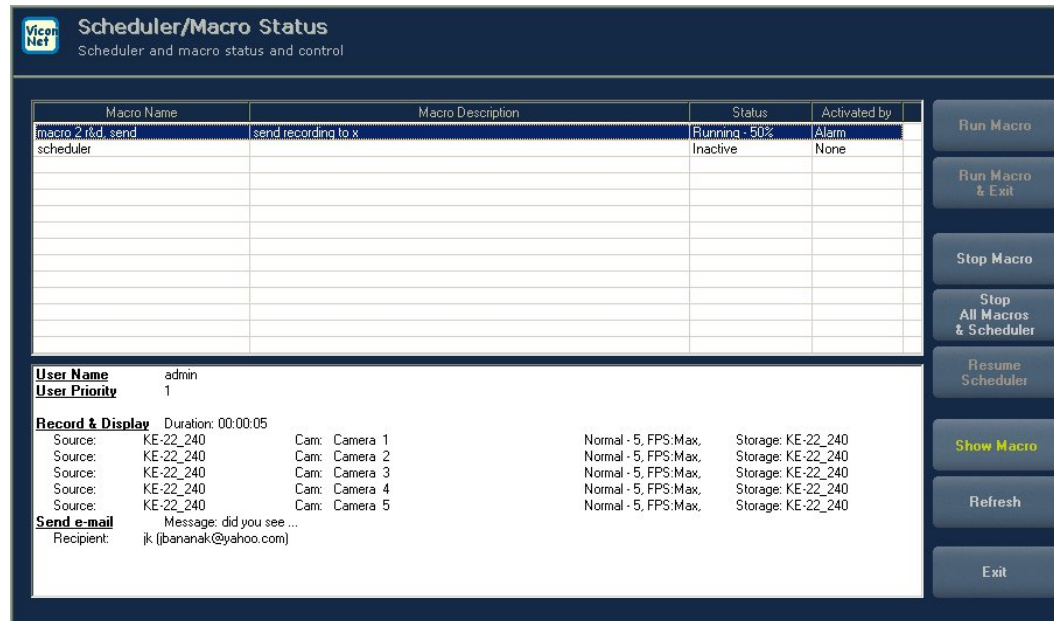 Vicon
Net
Scheduler/Macro Status
Scheduler and macro status and control
Macro Name Macro Description Status Activated by
macro 2 r&d, send send recording to x Running - 50% Alarm
scheduler Inactive None
Run Macro
Run Macro
& Exit
Stop Macro
Stop
All Macros
& Scheduler
Resume
Scheduler
Show Macro
Refresh
Exit
User Name admin
User Priority 1
Record & Display Duration: 00:00:05
Source: KE-22_240 Cam: Camera 1 Normal - 5, FPS:Max, Storage: KE-22_240
Source: KE-22_240 Cam: Camera 2 Normal - 5, FPS:Max, Storage: KE-22_240
Source: KE-22_240 Cam: Camera 3 Normal - 5, FPS:Max, Storage: KE-22_240
Source: KE-22_240 Cam: Camera 4 Normal - 5, FPS:Max, Storage: KE-22_240
Source: KE-22_240 Cam: Camera 5 Normal - 5, FPS:Max, Storage: KE-22_240
Send e-mail Message: did you see ...
Recipient: jk (jbananak@yahoo.com)